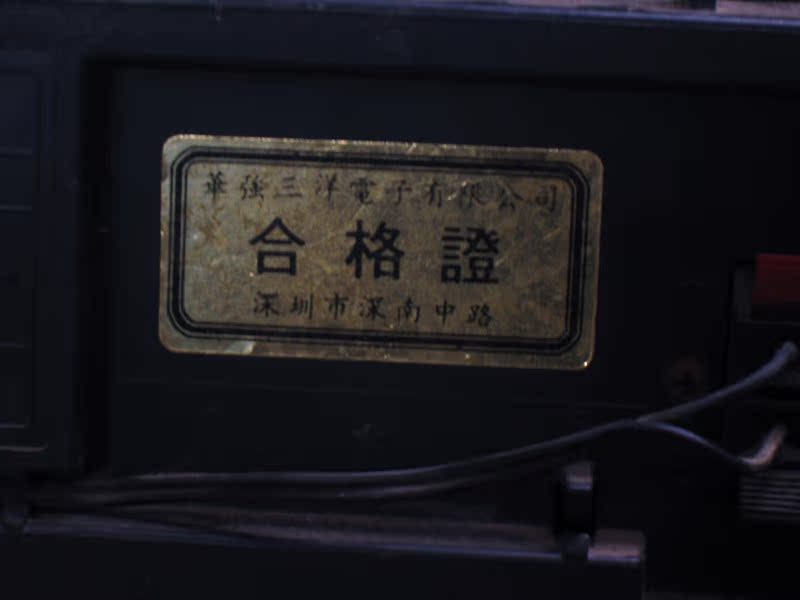 華強三洋電子有限公司
合格證
深圳市深南中路